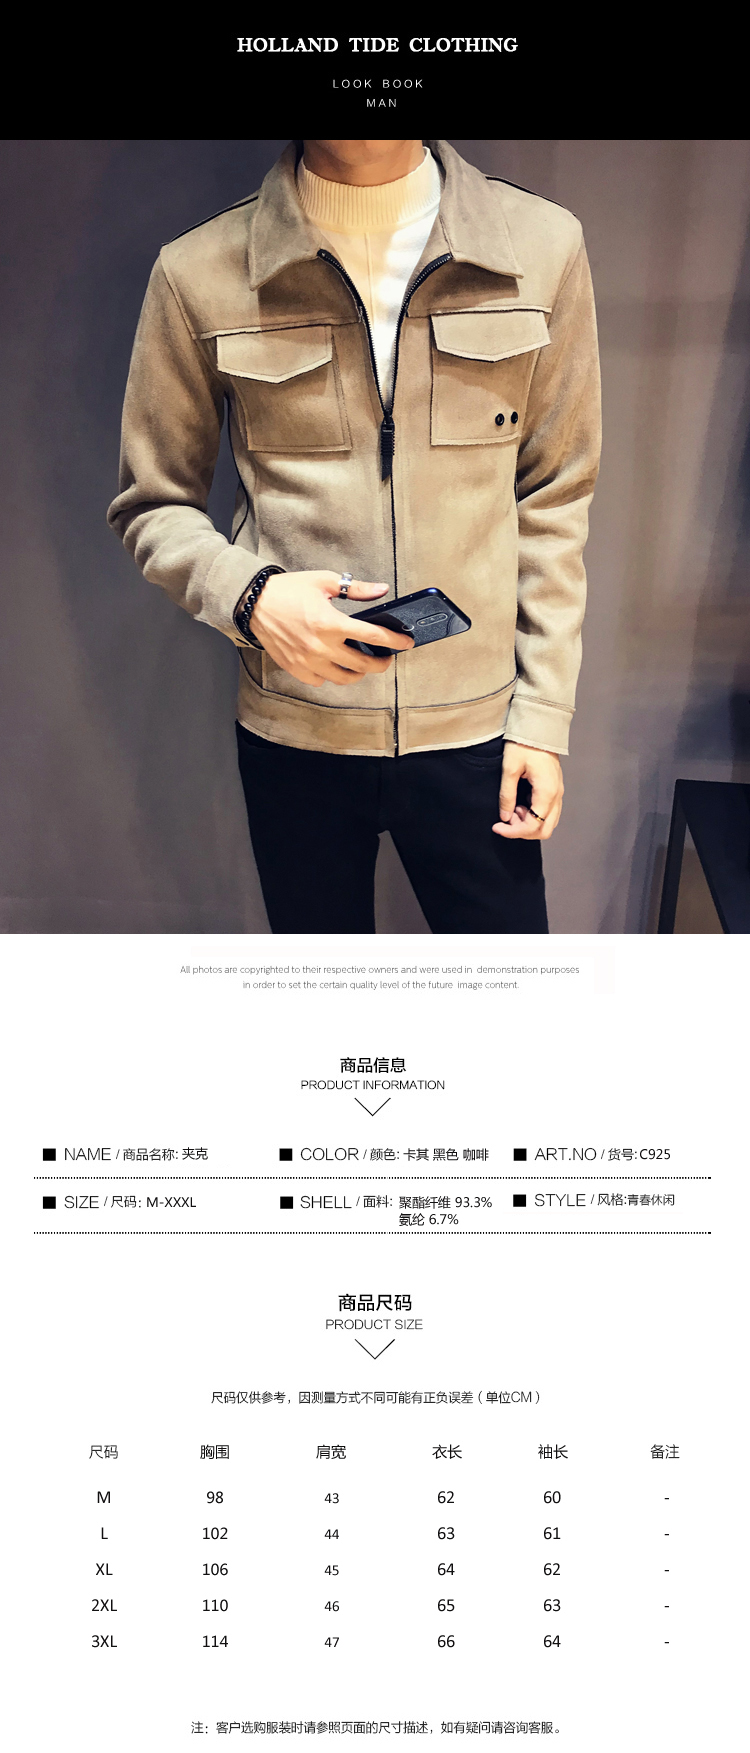 HOLLAND TIDE CLOTHING
LOOK BOOK
MAN
All photos are copyrighted to their respective owners and were used in demonstration purposes
in order to set the certain quality level of the future image content.
商品信息
PRODUCT INFORMATION
■ NAME / 商品名称: 夹克 ■ COLOR / 颜色: 卡其 黑色 咖啡 ■ ART.NO / 货号:C925
■ SIZE / 尺码: M-XXXL ■ SHELL / 面料: 聚酯纤维 93.3% ■ STYLE / 风格:青春休闲
氨纶 6.7%
商品尺码
PRODUCT SIZE
尺码仅供参考，因测量方式不同可能有正负误差（单位CM）
尺码 胸围 肩宽 衣长 袖长 备注
M 98 43 62 60 -
L 102 44 63 61 -
XL 106 45 64 62 -
2XL 110 46 65 63 -
3XL 114 47 66 64 -
注：客户选购服装时请参照页面的尺寸描述，如有疑问请咨询客服。